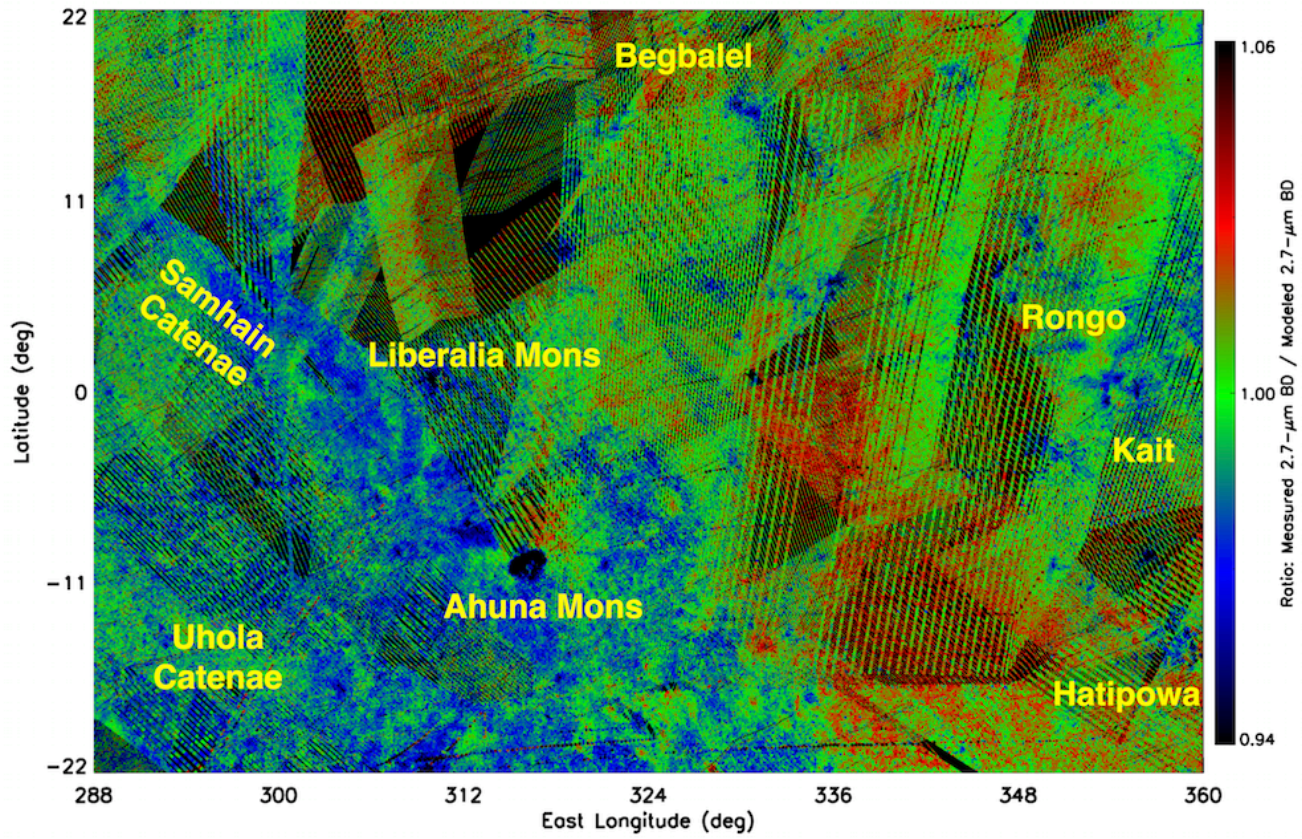 22
11
0
−11
−22
Latitude (deg)
Begbalel
Samhain
Catenae
Liberalia Mons
Rongo
Kait
Ahuna Mons
Uhola
Catenae
Hatipowa
288
300
312
324
336
348
360
East Longitude (deg)
1.06
1.00
0.94
Ratio: Measured 2.7−μm BD / Modeled 2.7−μm BD